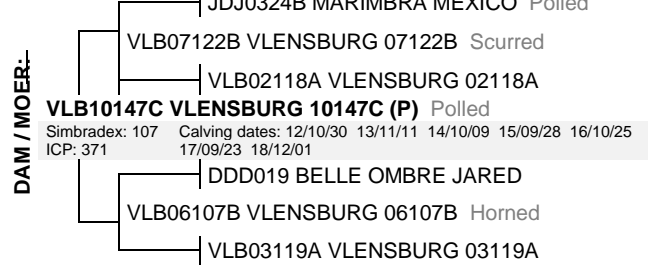 JDJ0324B MARIMBRA MEXICO Polled
VLB07122B VLENSBURG 07122B Scurred
VLB02118A VLENSBURG 02118A
DAM / MOER:
VLB10147C VLENSBURG 10147C (P) Polled
Simbradex: 107 Calving dates: 12/10/30 13/11/11 14/10/09 15/09/28 16/10/25
ICP: 371 17/09/23 18/12/01
DDD019 BELLE OMBRE JARED
VLB06107B VLENSBURG 06107B Horned
VLB03119A VLENSBURG 03119A